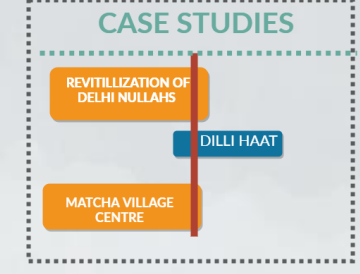 CASE STUDIES
REVITILLIZATION OF
DELHI NULLAHS
DILLI HAAT
MATCHA VILLAGE
CENTRE